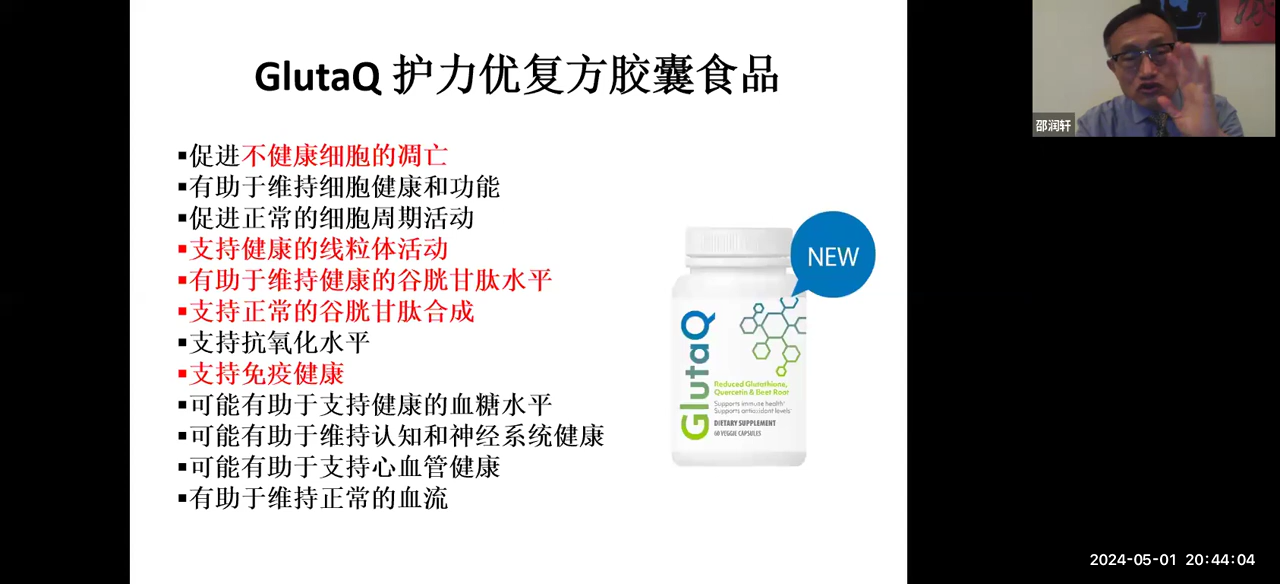 GlutaQ 护力优复方胶囊食品
▪促进不健康细胞的凋亡
▪有助于维持细胞健康和功能
▪促进正常的细胞周期活动
▪支持健康的线粒体活动
▪有助于维持健康的谷胱甘肽水平
▪支持正常的谷胱甘肽合成
▪支持抗氧化水平
▪支持免疫健康
▪可能有助于支持健康的血糖水平
▪可能有助于维持认知和神经系统健康
▪可能有助于支持心血管健康
▪有助于维持正常的血流
NEW
GlutaQ
Reduced Glutathione,
Quercetin & Beet Root
Supports immune health*
Supports antioxidant levels*
DIETARY SUPPLEMENT
60 VEGGIE CAPSULES
邵润轩
2024-05-01 20:44:04